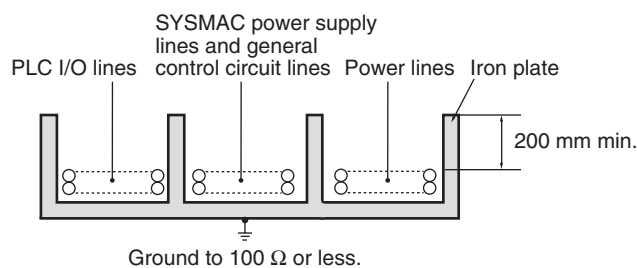 SYSMAC power supply
lines and general
PLC I/O lines control circuit lines Power lines Iron plate
200 mm min.
Ground to 100 Ω or less.